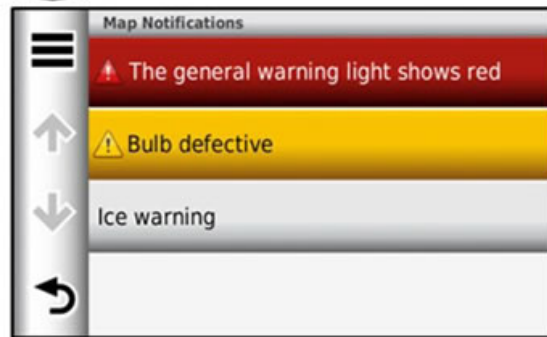 Map Notifications
The general warning light shows red
Bulb defective
Ice warning